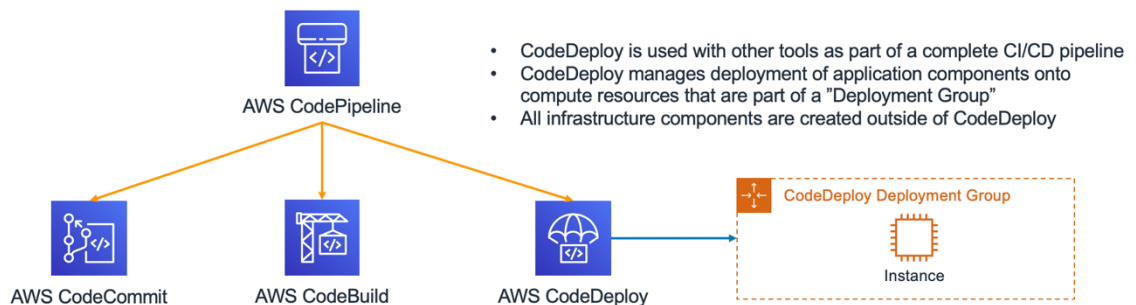 AWS CodePipeline
• CodeDeploy is used with other tools as part of a complete CI/CD pipeline
• CodeDeploy manages deployment of application components onto
compute resources that are part of a ”Deployment Group”
• All infrastructure components are created outside of CodeDeploy
AWS CodeCommit
AWS CodeBuild
AWS CodeDeploy
CodeDeploy Deployment Group
Instance